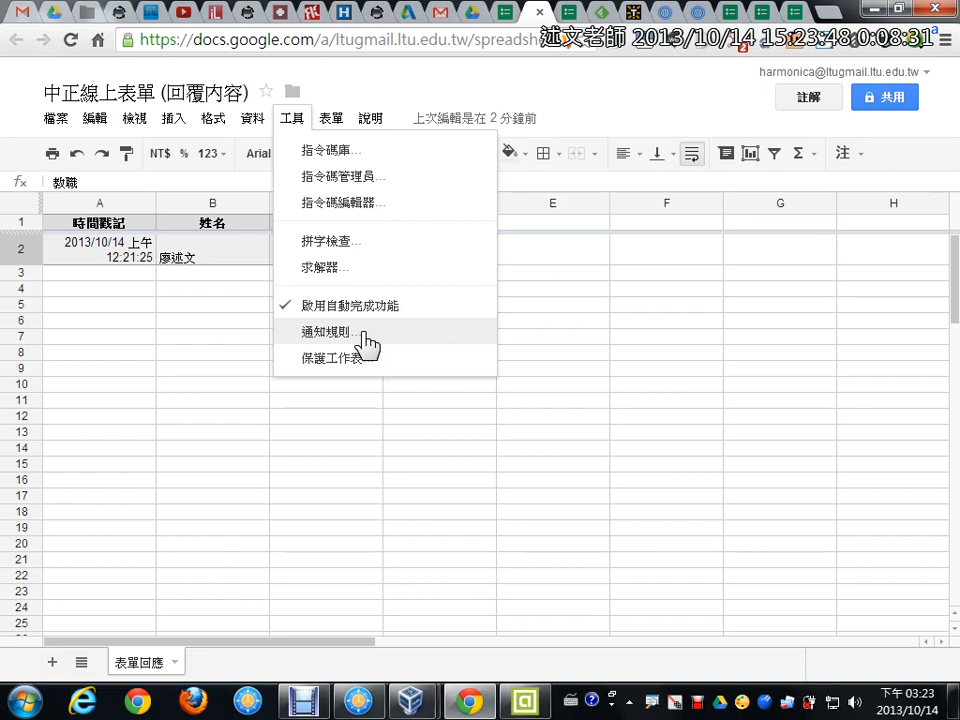 https://docs.google.com/a/ltugmail.ltu.edu.tw/spreadsh
述文老師 2013/10/14 15:23:48 0:08:31
harmonica@ltugmail.ltu.edu.tw
中正線上表單 (回覆內容)
註解
共用
檔案 編輯 檢視 插入 格式 資料 工具 表單 說明 上次編輯是在 2 分鐘前
NT$ % 123 Arial Σ 注
fx 教職
A B E F G H
1 時間戳記 姓名
2 2013/10/14 上午 12:21:25 廖述文
3
4
5
6
7
8
9
10
11
12
13
14
15
16
17
18
19
20
21
22
23
24
25
指令碼庫...
指令碼管理員...
指令碼編輯器...
拼字檢查...
求解器...
啟用自動完成功能
通知規則...
保護工作表...
表單回應
下午 03:23
2013/10/14